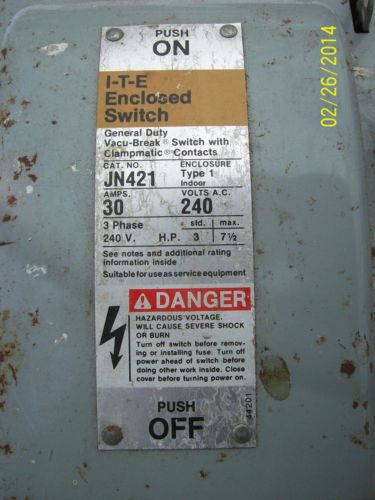 PUSH
ON
I-T-E
Enclosed
Switch
General Duty
Vacu-Break® Switch with
Clampmatic® Contacts
CAT. NO. ENCLOSURE
JN421 Type 1
Indoor
AMPS. VOLTS A.C.
30 240
3 Phase std. max.
240 V. H.P. 3 7½
See notes and additional rating
information inside
Suitable for use as service equipment
DANGER
HAZARDOUS VOLTAGE.
WILL CAUSE SEVERE SHOCK
OR BURN
Turn off switch before remov-
ing or installing fuse. Turn off
power ahead of switch before
doing other work inside. Close
cover before turning power on.
PUSH
OFF
44201
02/26/2014